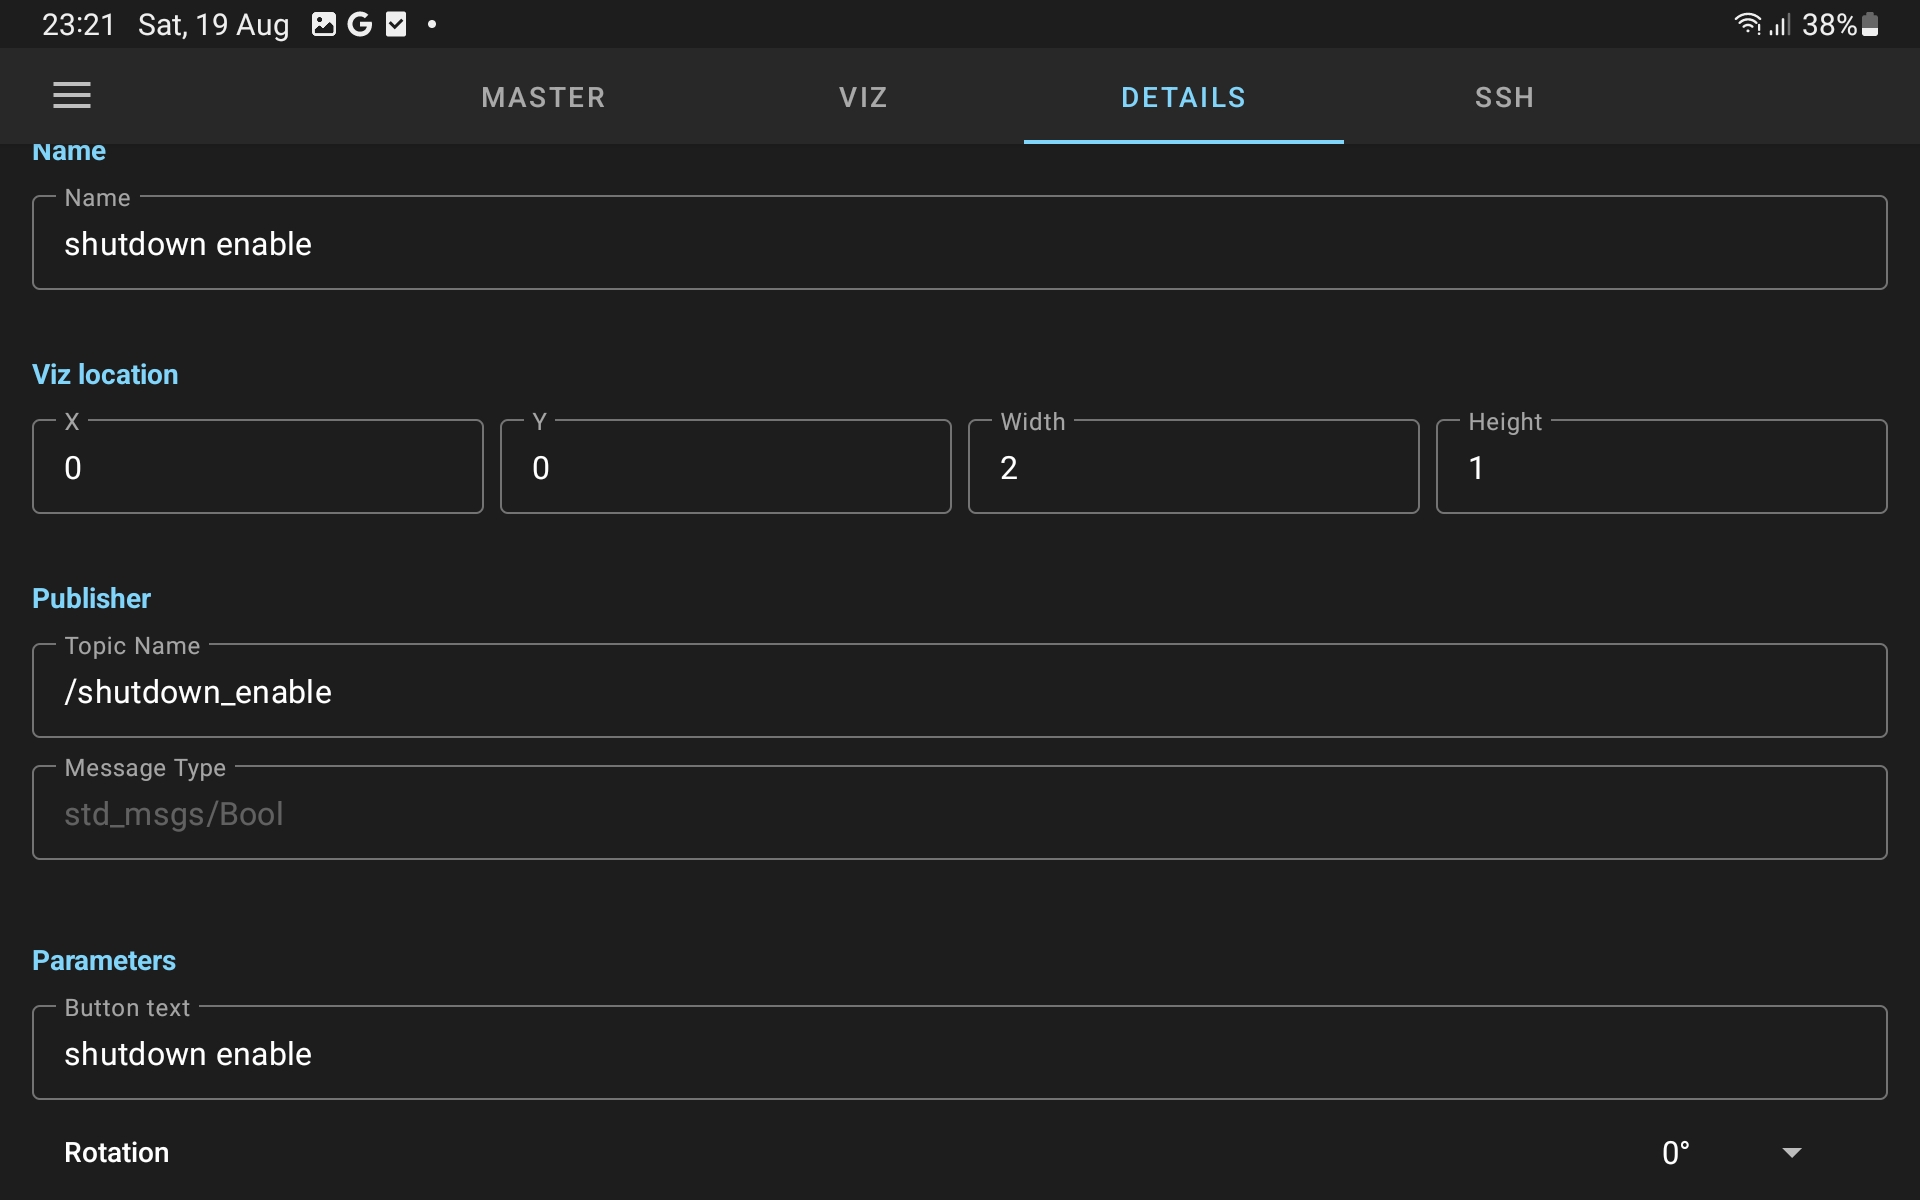 23:21 Sat, 19 Aug 38%
MASTER VIZ DETAILS SSH
Name
Name
shutdown enable
Viz location
X Y Width Height
0 0 2 1
Publisher
Topic Name
/shutdown_enable
Message Type
std_msgs/Bool
Parameters
Button text
shutdown enable
Rotation 0°